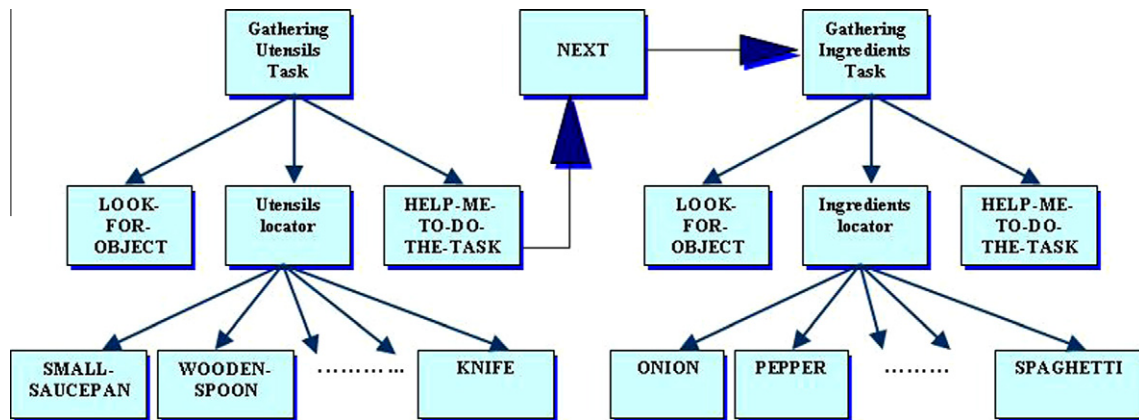 Gathering
Utensils
Task
NEXT
Gathering
Ingredients
Task
LOOK-
FOR-
OBJECT
Utensils
locator
HELP-ME-
TO-DO-
THE-TASK
LOOK-
FOR-
OBJECT
Ingredients
locator
HELP-ME-
TO-DO-
THE-TASK
SMALL-
SAUCEPAN
WOODEN-
SPOON
…………
KNIFE
ONION
PEPPER
………
SPAGHETTI